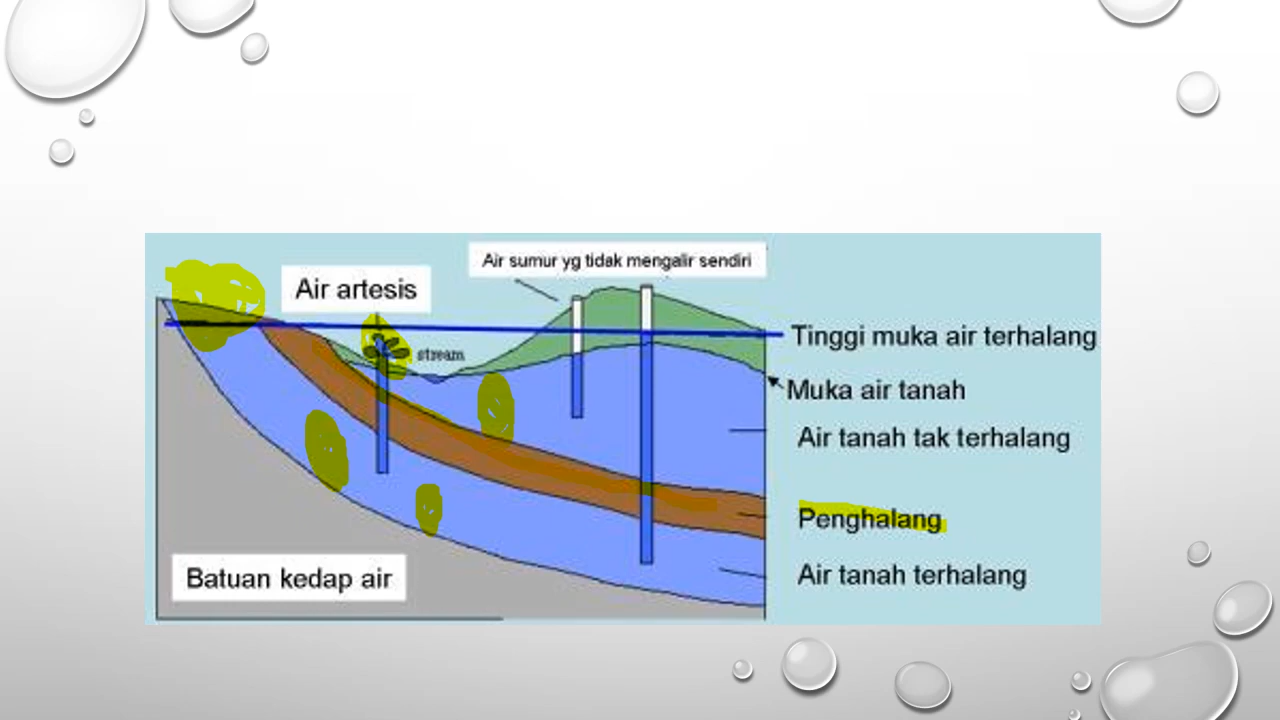 Air sumur yg tidak mengalir sendiri
Air artesis
stream
Tinggi muka air terhalang
Muka air tanah
Air tanah tak terhalang
Penghalang
Air tanah terhalang
Batuan kedap air